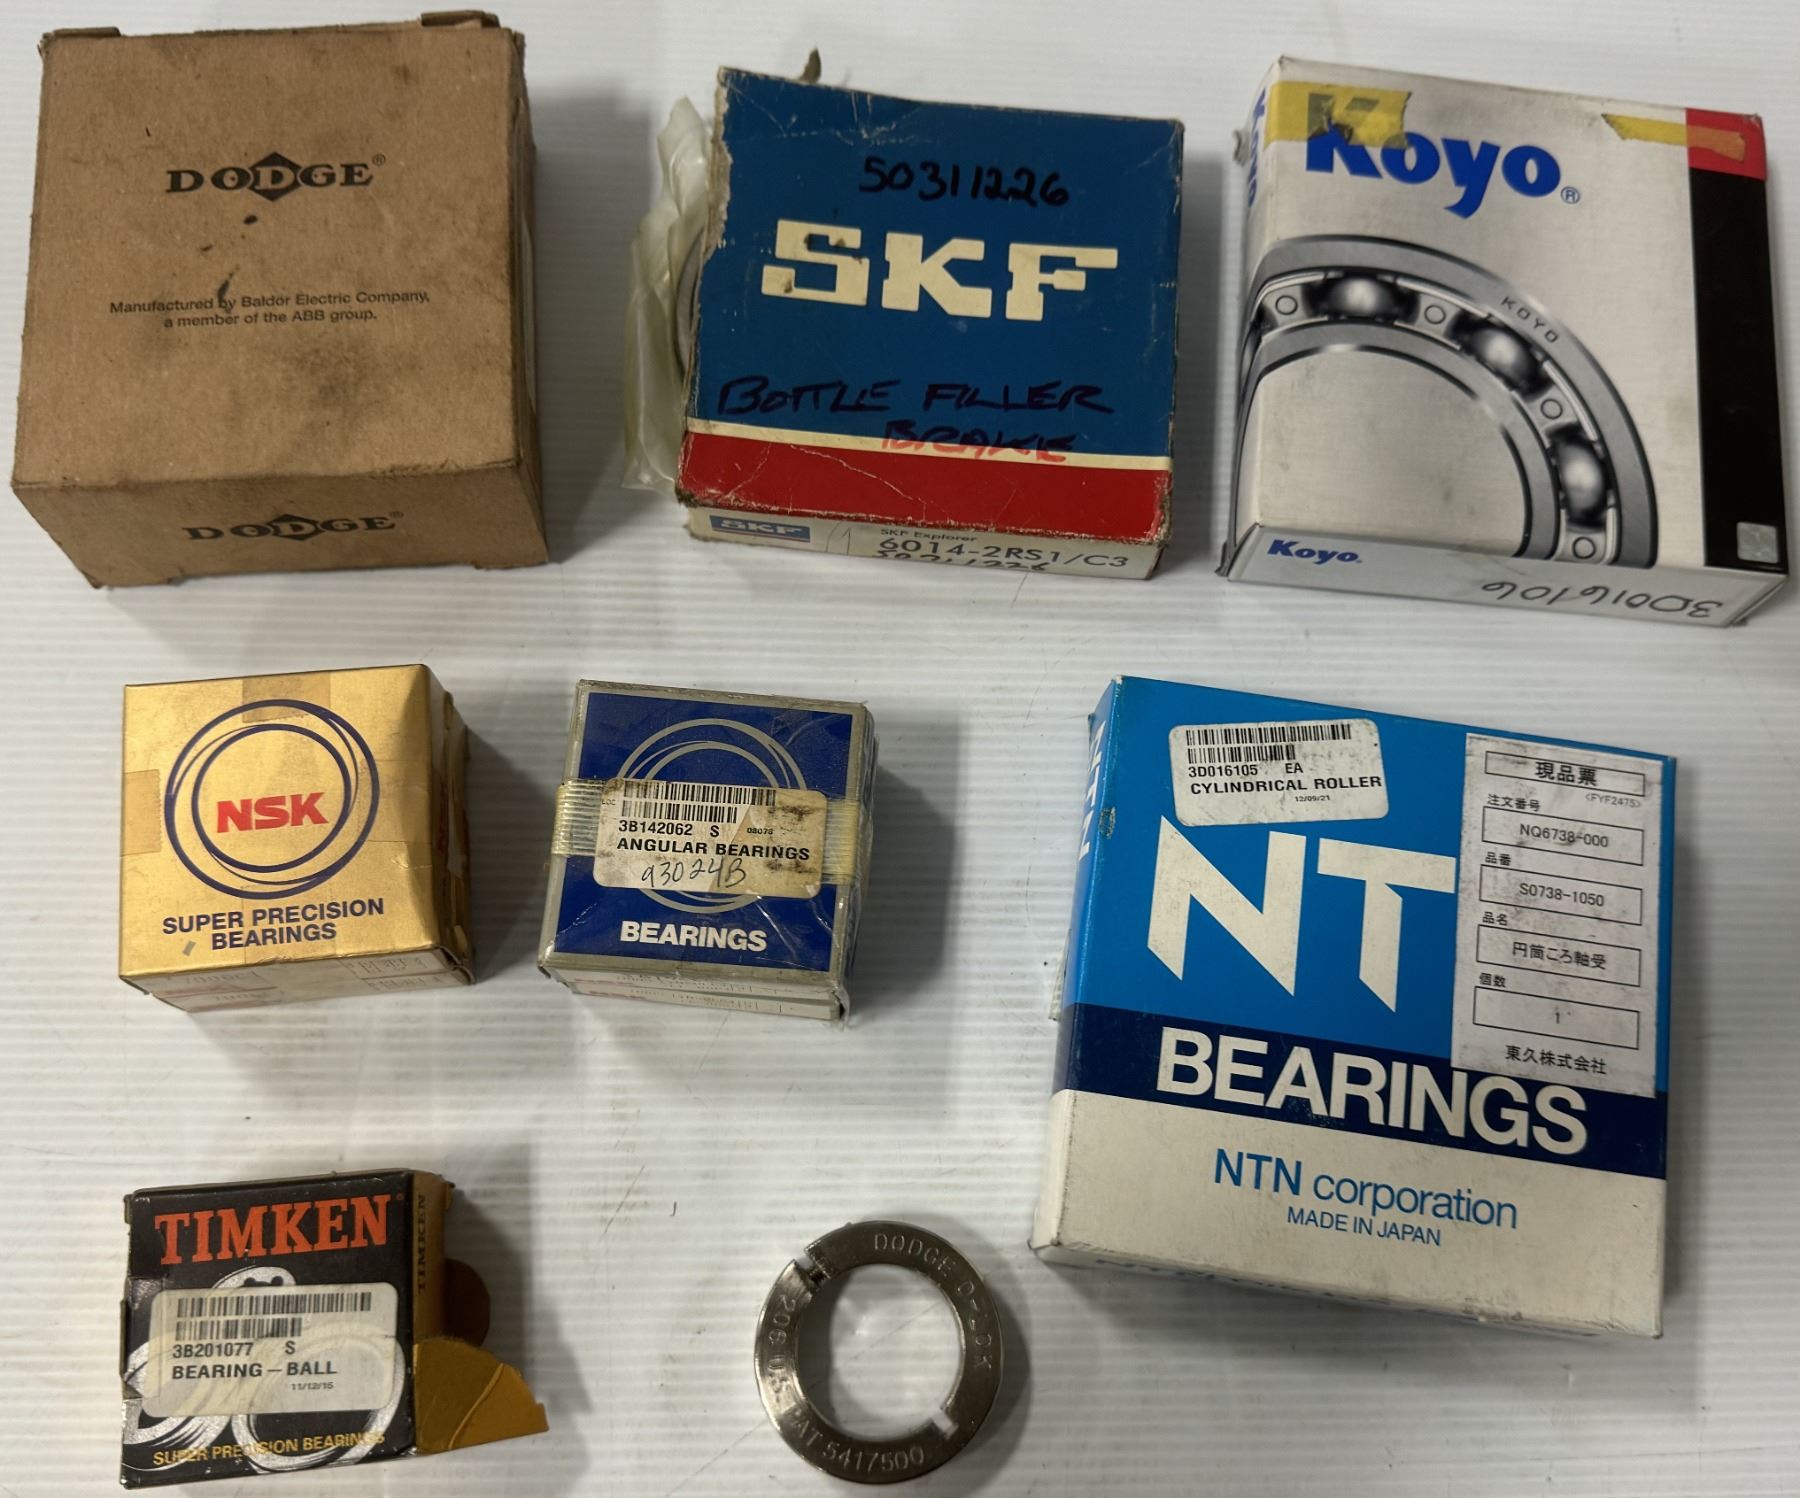 DODGE®
Manufactured by Baldor Electric Company,
a member of the ABB group.
DODGE®
50311226
SKF
BOTTLE FILLER
BRAKE
SKF
SKF Explorer
6014-2RS1/C3
50311226
Koyo®
KOYO
Koyo®
3D016106
NSK
SUPER PRECISION
BEARINGS
3B142062 S 08078
ANGULAR BEARINGS
93024B
BEARINGS
3D016105 EA
CYLINDRICAL ROLLER
12/09/21
現品票
<FYF2475>
注文番号
NQ6738-000
品番
S0738-1050
品名
円筒ころ軸受
個数
1
東久株式会社
NTN
NT
BEARINGS
NTN corporation
MADE IN JAPAN
TIMKEN®
TIMKEN
3B201077 S
BEARING - BALL
11/12/15
SUPER PRECISION BEARINGS
DODGE D-LOK
PAT 5417500